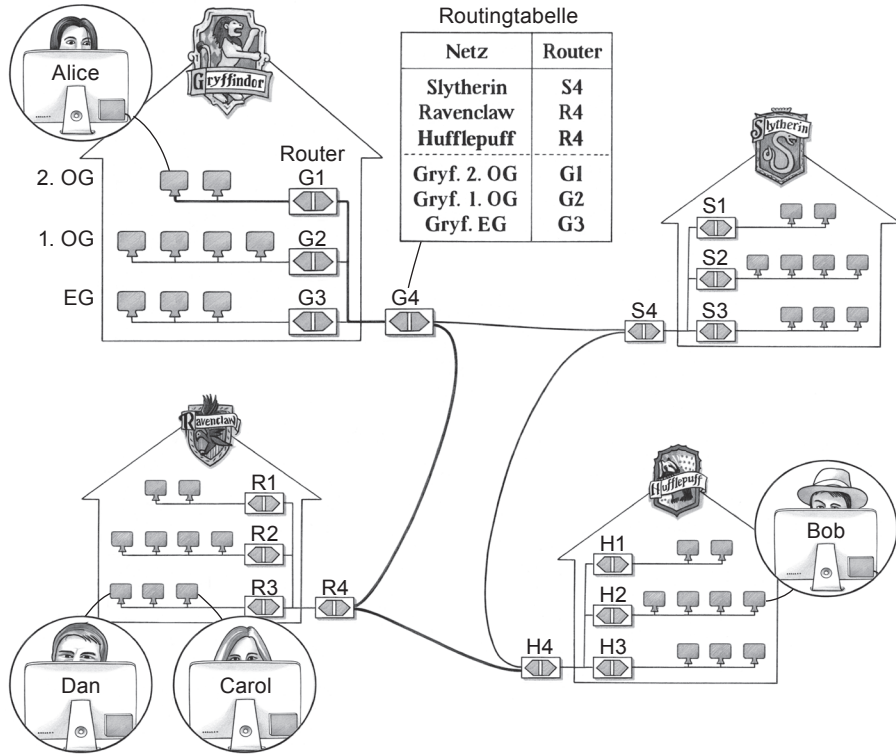 Routingtabelle
Netz Router
Slytherin S4
Ravenclaw R4
Hufflepuff R4
Gryf. 2. OG G1
Gryf. 1. OG G2
Gryf. EG G3
Alice
Gryffindor
Router
2. OG
G1
1. OG
G2
EG
G3
G4
Slytherin
S1
S2
S3
S4
Ravenclaw
R1
R2
R3
R4
Dan
Carol
Hufflepuff
Bob
H1
H2
H3
H4